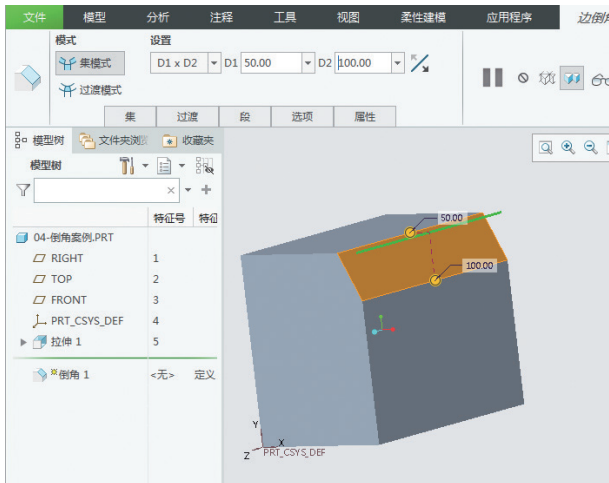 文件 模型 分析 注释 工具 视图 柔性建模 应用程序 边倒角
模式 设置
集模式 D1 x D2 D1 50.00 D2 100.00
过渡模式
集 过渡 段 选项 属性
模型树 文件夹浏 收藏夹
模型树
特征号 特征
04-倒角案例.PRT
RIGHT 1
TOP 2
FRONT 3
PRT_CSYS_DEF 4
拉伸 1 5
倒角 1 <无> 定义
50.00
100.00
Y
X
Z PRT_CSYS_DEF